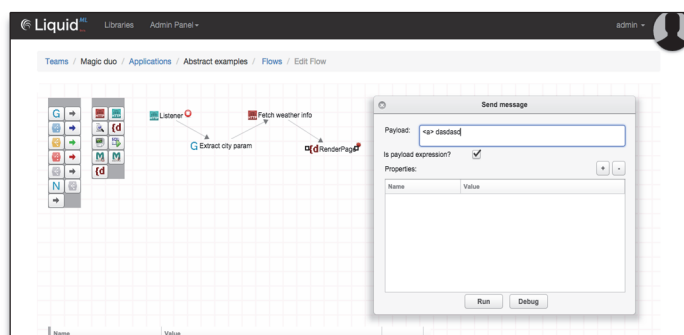 Liquid
Libraries
Admin Panel
admin
Teams / Magic duo / Applications / Abstract examples / Flows / Edit Flow
G
N
{d
M M
{d
Listener
Fetch weather info
G Extract city param
{d RenderPage
Send message
Payload: <a> dasdasd
Is payload expression?
Properties:
+ -
Name Value
Run Debug
Name Value